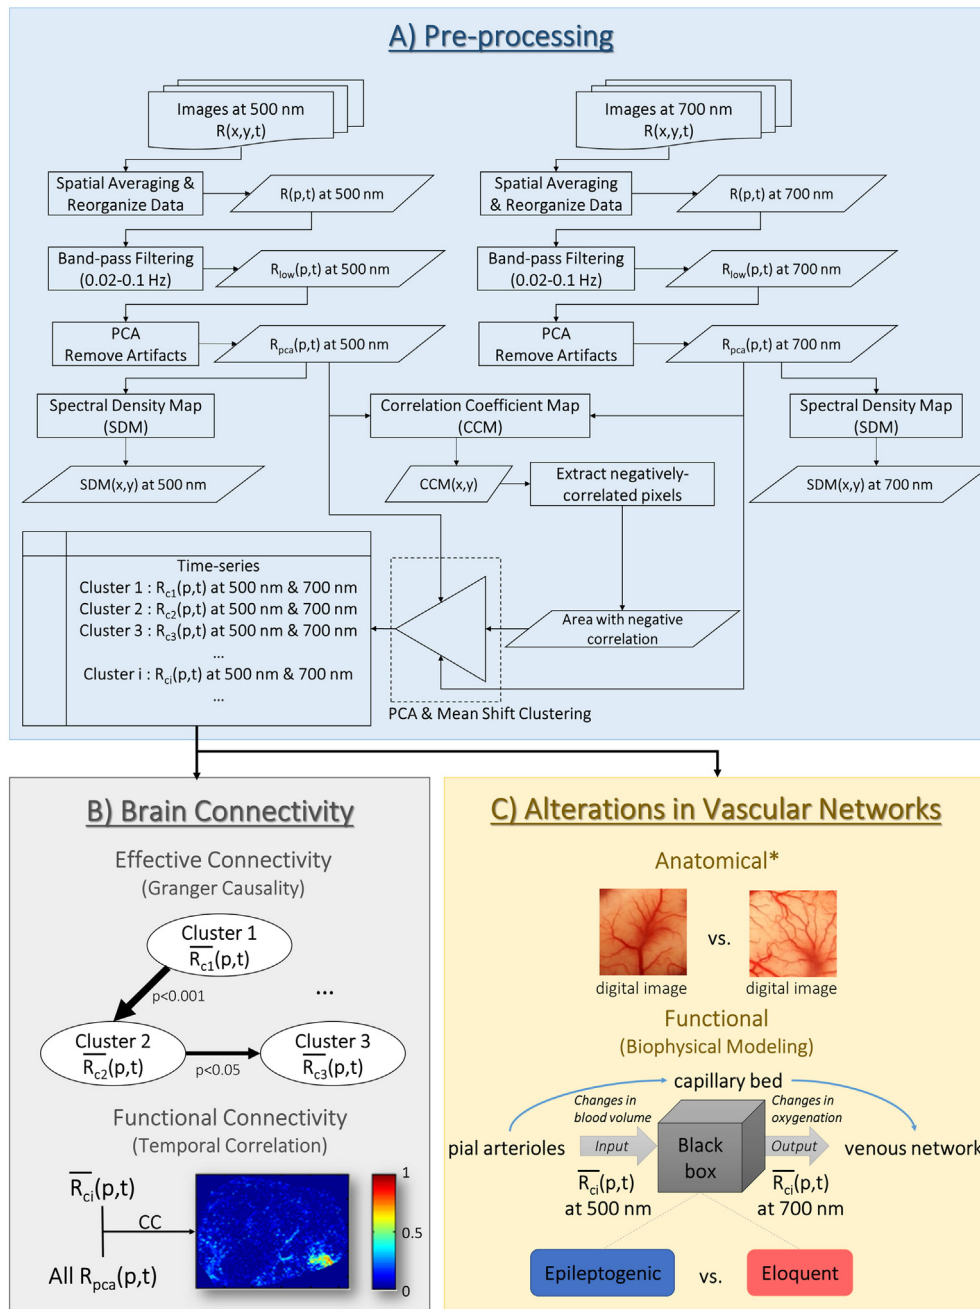 A) Pre-processing
Images at 500 nm
R(x,y,t)
Images at 700 nm
R(x,y,t)
Spatial Averaging &
Reorganize Data
R(p,t) at 500 nm
Spatial Averaging
& Reorganize Data
R(p,t) at 700 nm
Band-pass Filtering
(0.02-0.1 Hz)
Rlow(p,t) at 500 nm
Band-pass Filtering
(0.02-0.1 Hz)
Rlow(p,t) at 700 nm
PCA
Remove Artifacts
Rpca(p,t) at 500 nm
PCA
Remove Artifacts
Rpca(p,t) at 700 nm
Spectral Density Map
(SDM)
Correlation Coefficient Map
(CCM)
Spectral Density Map
(SDM)
SDM(x,y) at 500 nm
CCM(x,y)
Extract negatively-
correlated pixels
SDM(x,y) at 700 nm
Time-series
Cluster 1 : Rc1(p,t) at 500 nm & 700 nm
Cluster 2 : Rc2(p,t) at 500 nm & 700 nm
Cluster 3 : Rc3(p,t) at 500 nm & 700 nm
...
Cluster i : Rci(p,t) at 500 nm & 700 nm
...
Area with negative
correlation
PCA & Mean Shift Clustering
B) Brain Connectivity
Effective Connectivity
(Granger Causality)
Cluster 1
Rc1(p,t)
p<0.001
...
Cluster 2
Rc2(p,t)
p<0.05
Cluster 3
Rc3(p,t)
Functional Connectivity
(Temporal Correlation)
Rci(p,t)
CC
All Rpca(p,t)
1
0.5
0
C) Alterations in Vascular Networks
Anatomical*
vs.
digital image
digital image
Functional
(Biophysical Modeling)
capillary bed
Changes in
blood volume
Changes in
oxygenation
pial arterioles
Input
Black
box
Output
venous network
Rci(p,t)
at 500 nm
Rci(p,t)
at 700 nm
Epileptogenic
vs.
Eloquent